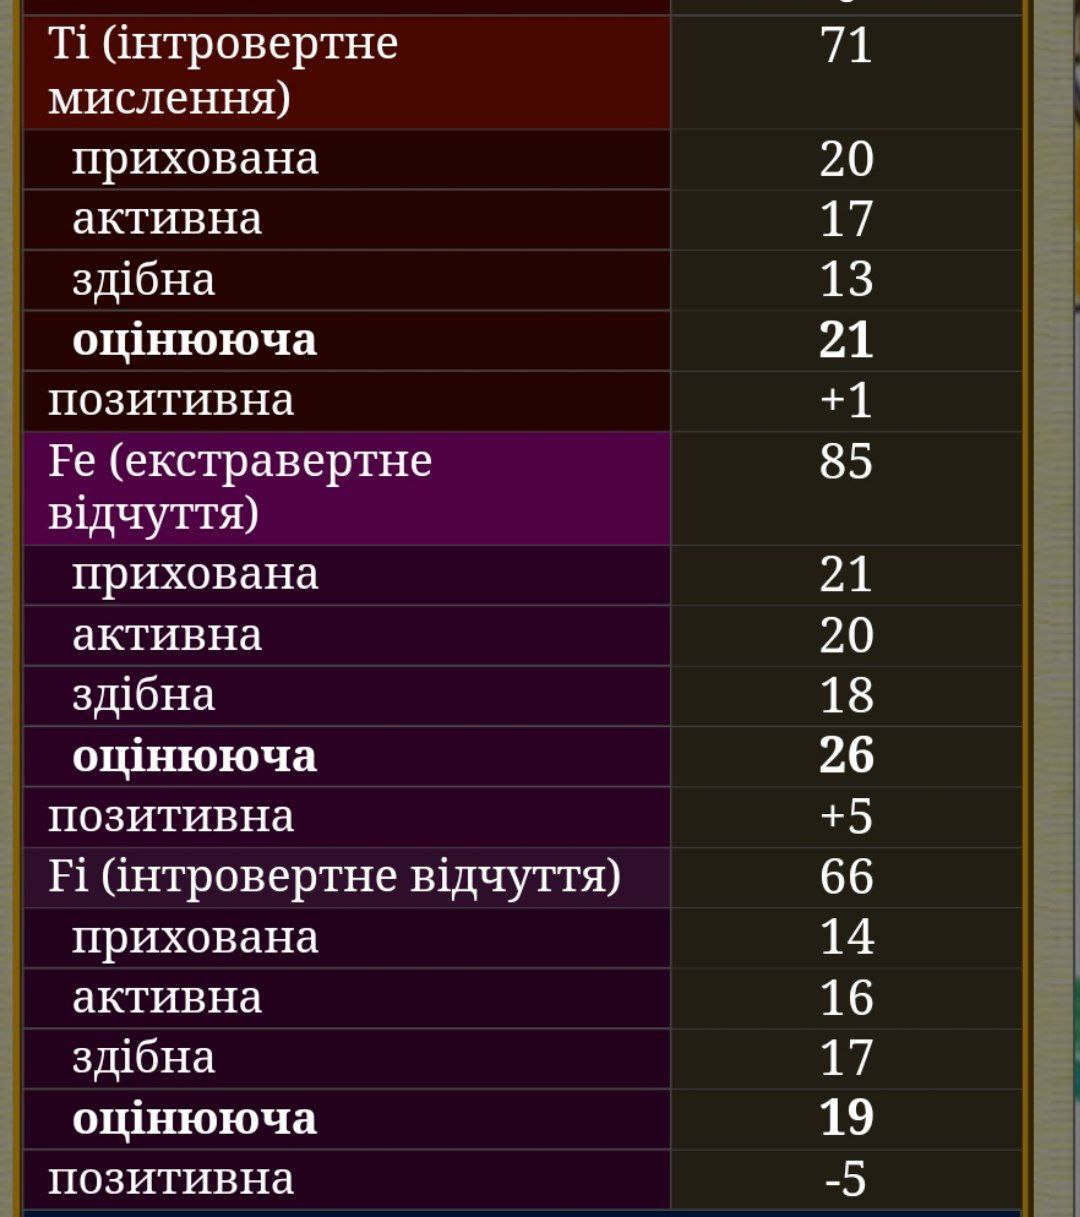 Ti (інтровертне 71
мислення)
прихована 20
активна 17
здібна 13
оцінююча 21
позитивна +1
Fe (екстравертне 85
відчуття)
прихована 21
активна 20
здібна 18
оцінююча 26
позитивна +5
Fi (інтровертне відчуття) 66
прихована 14
активна 16
здібна 17
оцінююча 19
позитивна -5